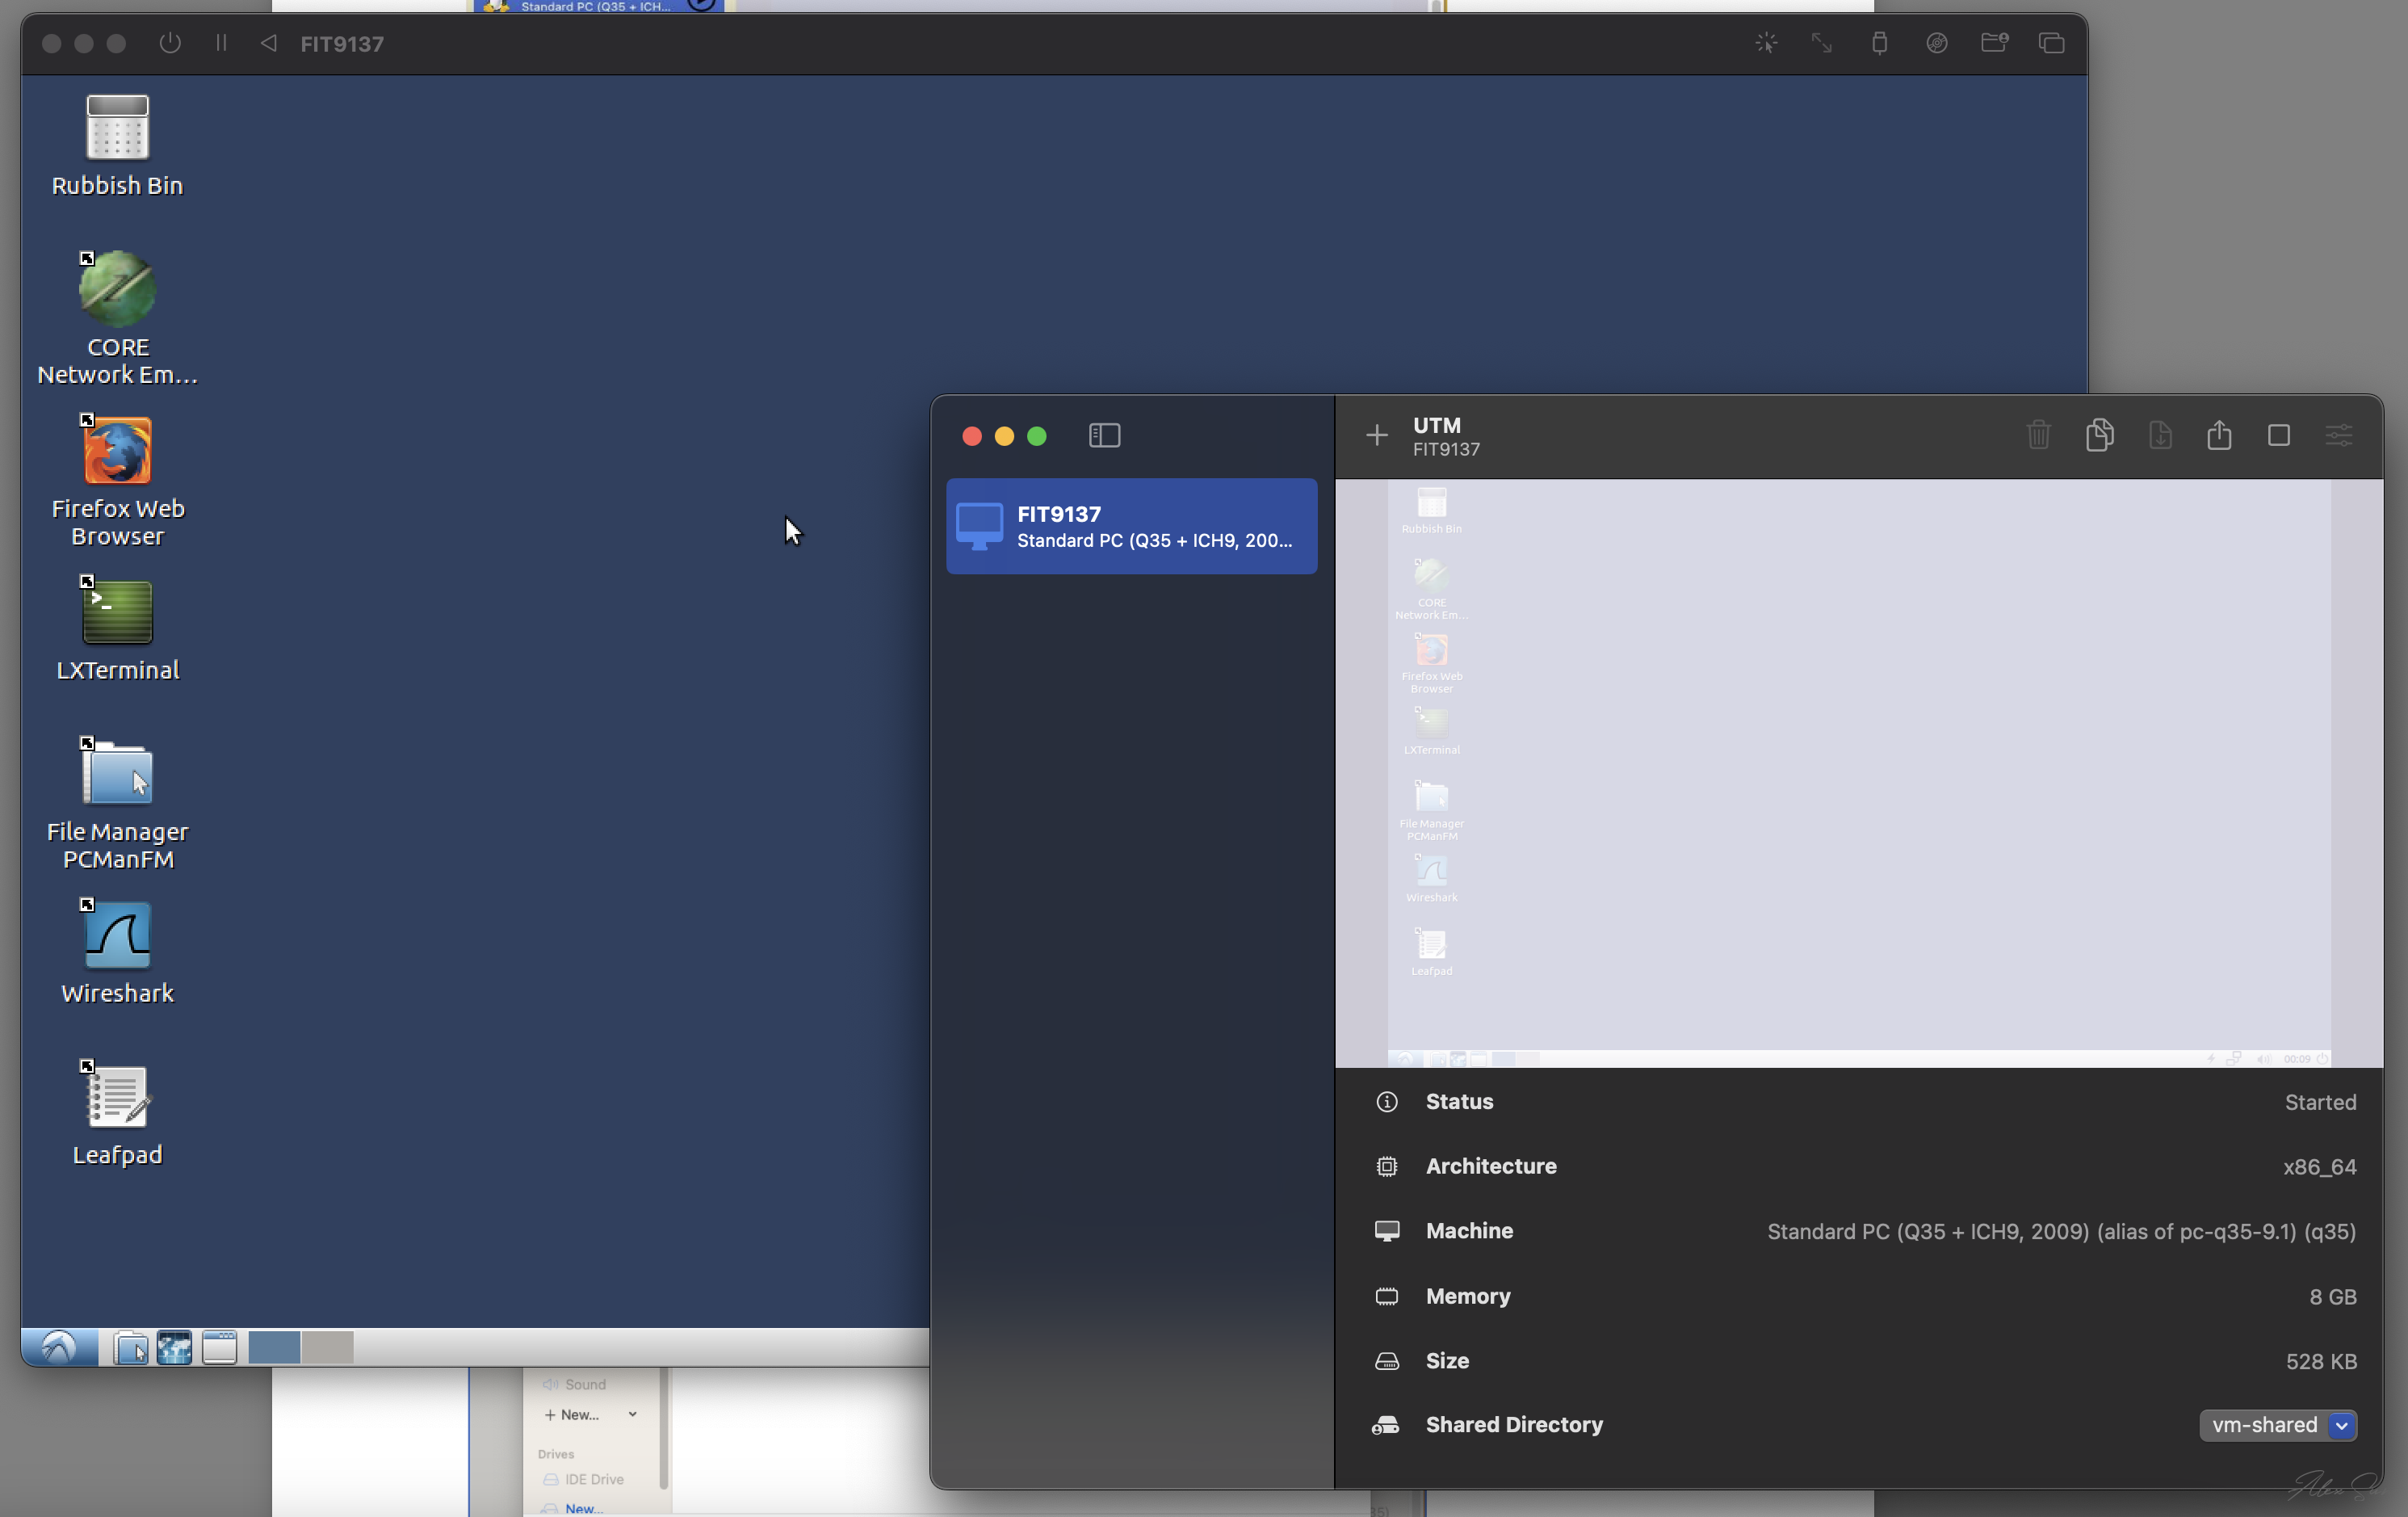 Standard PC (Q35 + ICH...
FIT9137
Rubbish Bin
CORE
Network Em...
Firefox Web
Browser
LXTerminal
File Manager
PCManFM
Wireshark
Leafpad
UTM
FIT9137
FIT9137
Standard PC (Q35 + ICH9, 200...
Rubbish Bin
CORE
Network Em...
Firefox Web
Browser
LXTerminal
File Manager
PCManFM
Wireshark
Leafpad
00:09
Status
Started
Architecture
x86_64
Machine
Standard PC (Q35 + ICH9, 2009) (alias of pc-q35-9.1) (q35)
Memory
8 GB
Size
528 KB
Shared Directory
vm-shared
Sound
New...
Drives
IDE Drive
New...